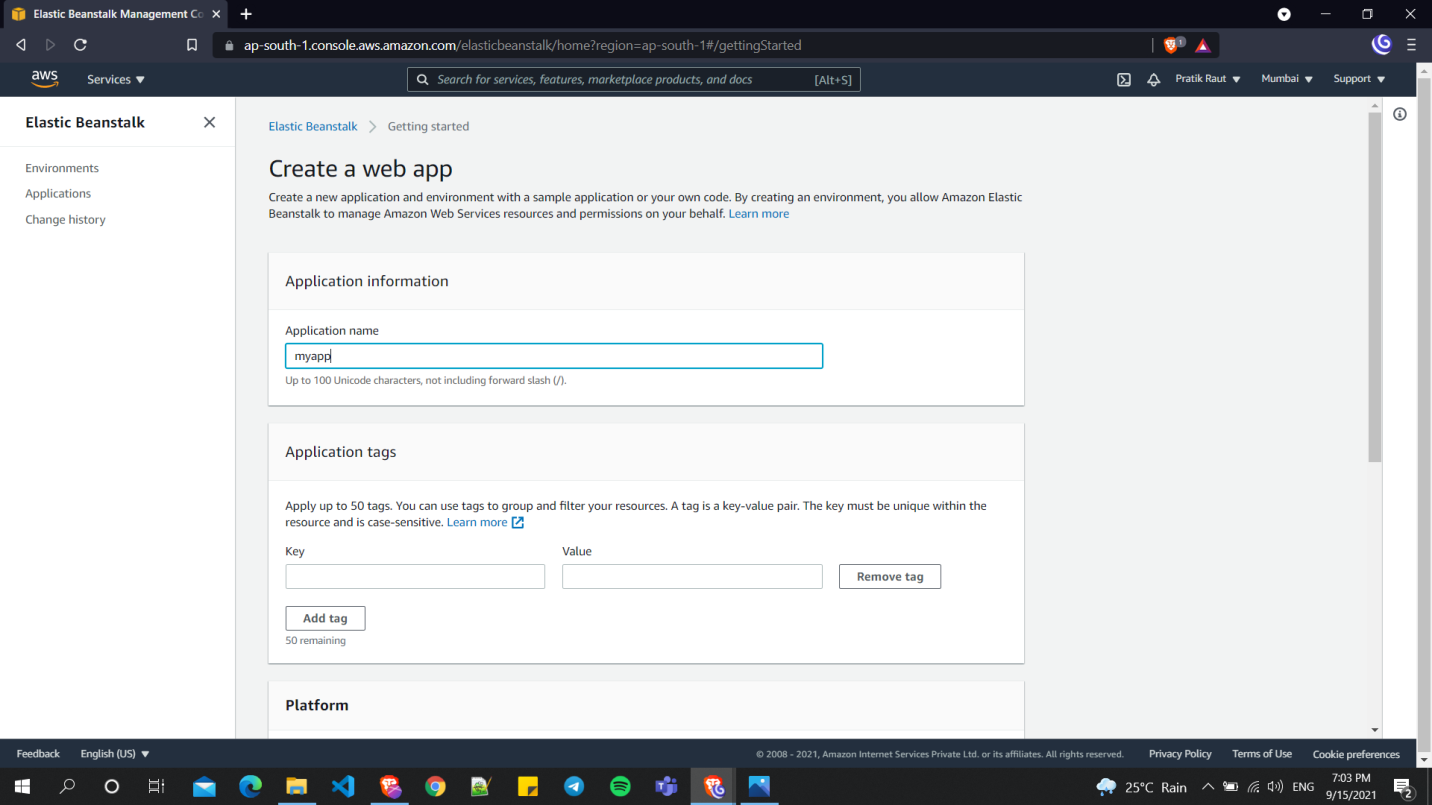 Elastic Beanstalk Management Co
ap-south-1.console.aws.amazon.com/elasticbeanstalk/home?region=ap-south-1#/gettingStarted
1
aws
Services
Search for services, features, marketplace products, and docs
[Alt+S]
Pratik Raut
Mumbai
Support
Elastic Beanstalk
Environments
Applications
Change history
Elastic Beanstalk
Getting started
Create a web app
Create a new application and environment with a sample application or your own code. By creating an environment, you allow Amazon Elastic
Beanstalk to manage Amazon Web Services resources and permissions on your behalf. Learn more
Application information
Application name
myapp
Up to 100 Unicode characters, not including forward slash (/).
Application tags
Apply up to 50 tags. You can use tags to group and filter your resources. A tag is a key-value pair. The key must be unique within the
resource and is case-sensitive. Learn more
Key
Value
Remove tag
Add tag
50 remaining
Platform
Feedback
English (US)
© 2008 - 2021, Amazon Internet Services Private Ltd. or its affiliates. All rights reserved.
Privacy Policy
Terms of Use
Cookie preferences
25°C Rain
ENG
7:03 PM
9/15/2021
2